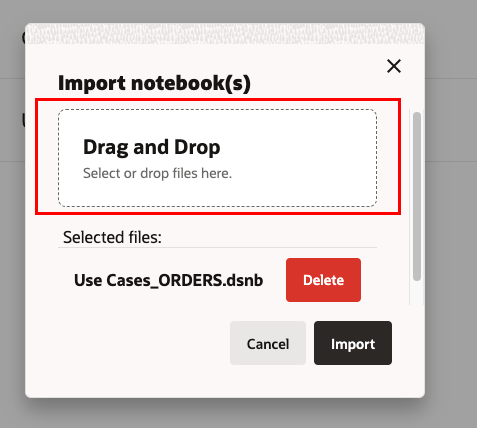 Import notebook(s)
Drag and Drop
Select or drop files here.
Selected files:
Use Cases_ORDERS.dsnb
Delete
Cancel
Import